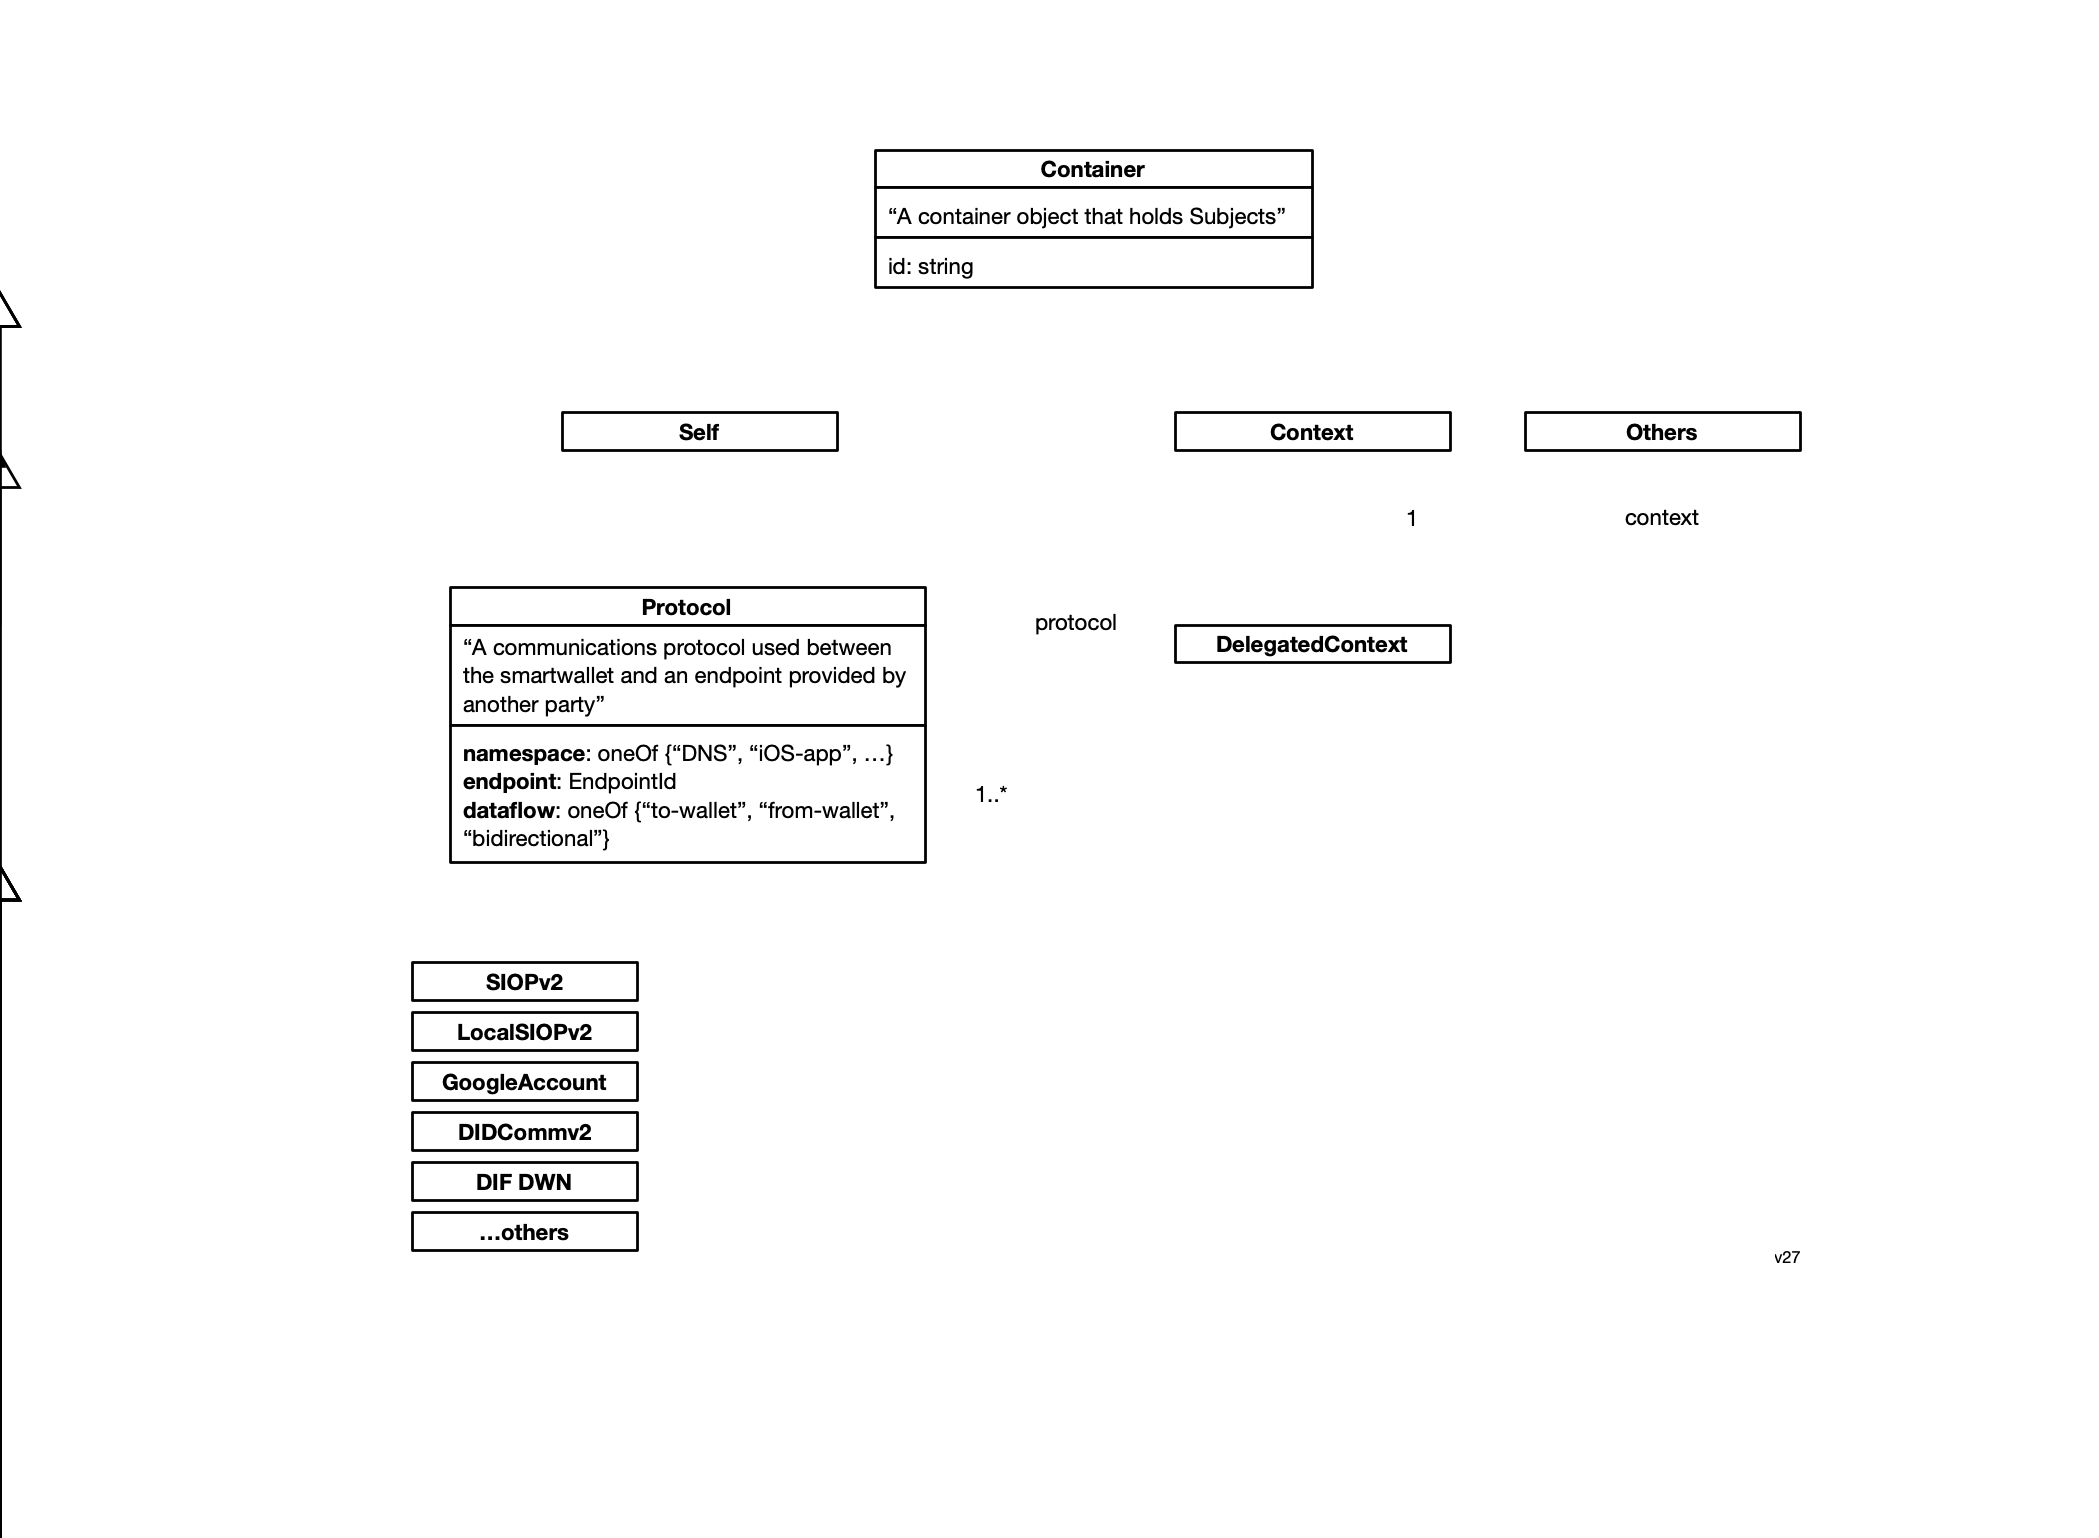 Container
“A container object that holds Subjects”
id: string
Self
Context
Others
1
context
Protocol
“A communications protocol used between
the smartwallet and an endpoint provided by
another party”
namespace: oneOf {“DNS”, “iOS-app”, …}
endpoint: EndpointId
dataflow: oneOf {“to-wallet”, “from-wallet”,
“bidirectional”}
protocol
DelegatedContext
1..*
SIOPv2
LocalSIOPv2
GoogleAccount
DIDCommv2
DIF DWN
…others
v27